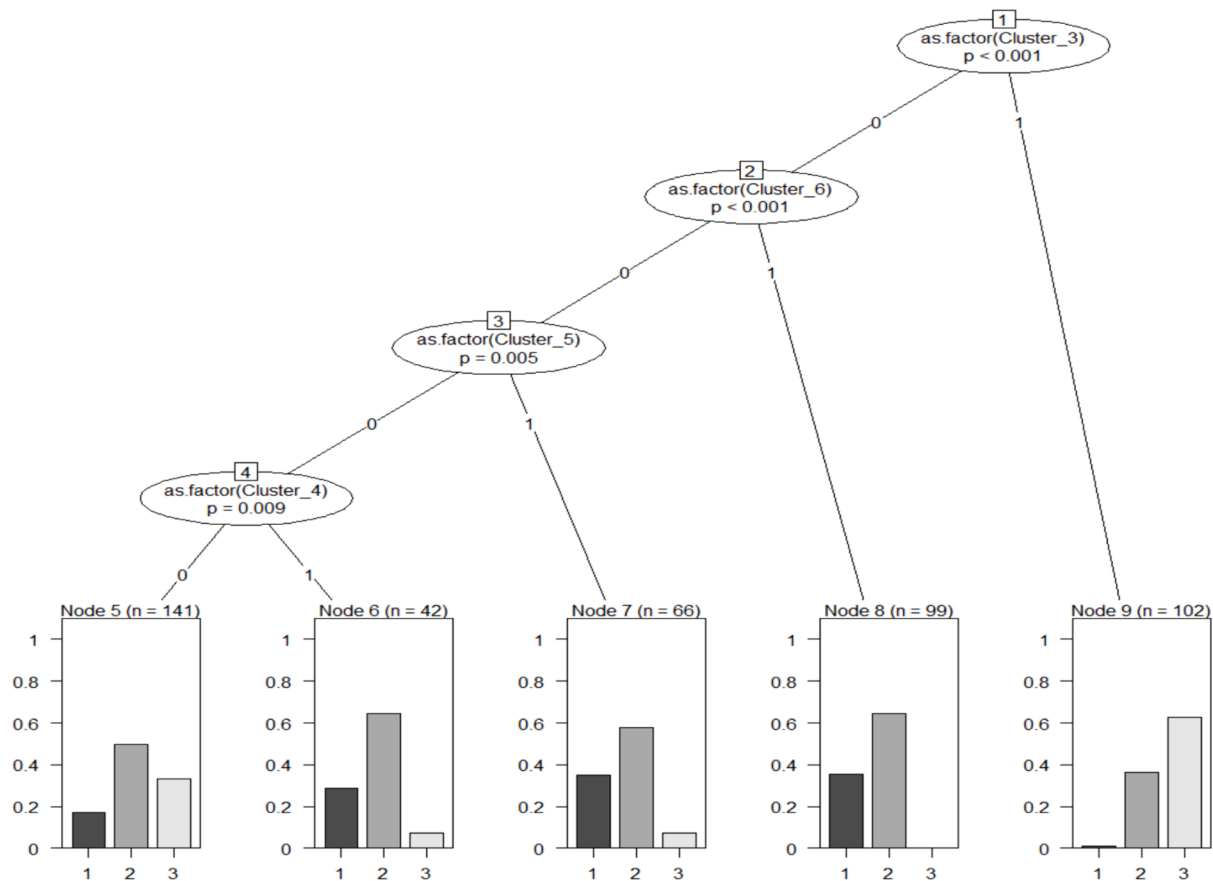 1
as.factor(Cluster_3)
p < 0.001
0
1
2
as.factor(Cluster_6)
p < 0.001
0
1
3
as.factor(Cluster_5)
p = 0.005
0
1
4
as.factor(Cluster_4)
p = 0.009
0
1
Node 5 (n = 141)
1
0.8
0.6
0.4
0.2
0
1 2 3
Node 6 (n = 42)
1
0.8
0.6
0.4
0.2
0
1 2 3
Node 7 (n = 66)
1
0.8
0.6
0.4
0.2
0
1 2 3
Node 8 (n = 99)
1
0.8
0.6
0.4
0.2
0
1 2 3
Node 9 (n = 102)
1
0.8
0.6
0.4
0.2
0
1 2 3